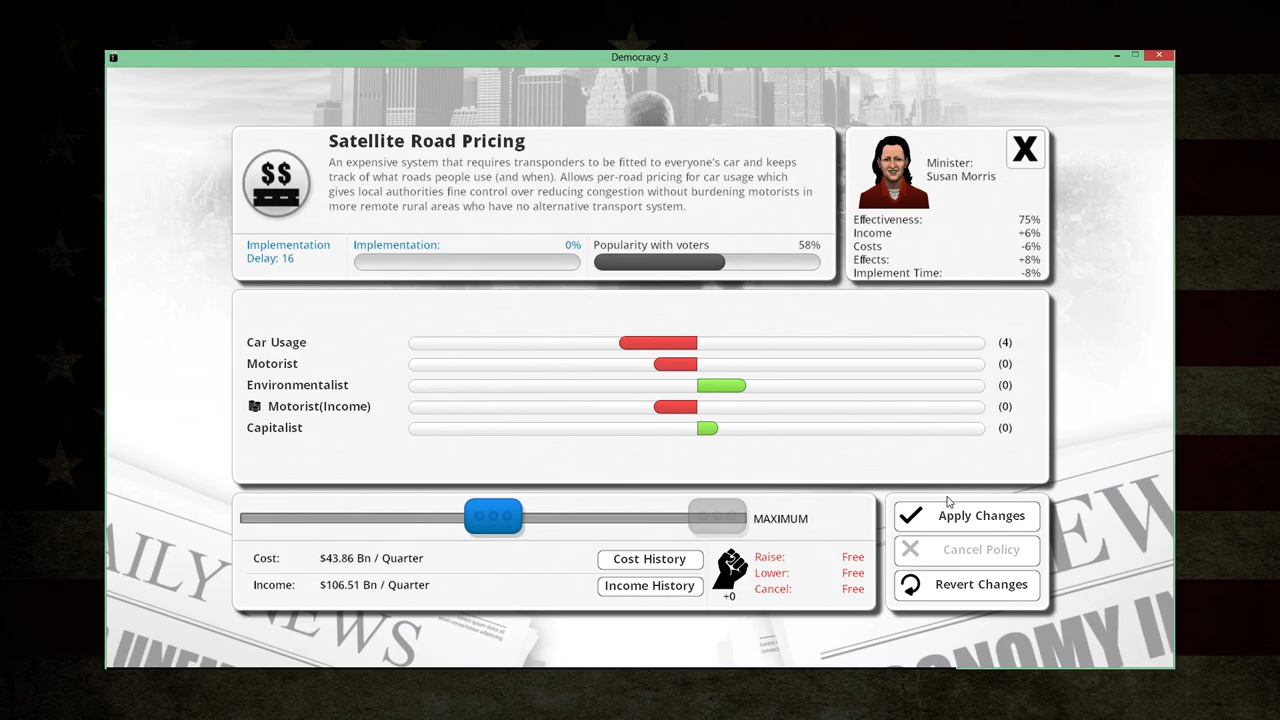 Democracy 3
Satellite Road Pricing
An expensive system that requires transponders to be fitted to everyone's car and keeps
track of what roads people use (and when). Allows per-road pricing for car usage which
gives local authorities fine control over reducing congestion without burdening motorists in
more remote rural areas who have no alternative transport system.
Implementation
Delay: 16
Implementation: 0%
Popularity with voters 58%
X
Minister:
Susan Morris
Effectiveness: 75%
Income +6%
Costs -6%
Effects: +8%
Implement Time: -8%
Car Usage (4)
Motorist (0)
Environmentalist (0)
Motorist(Income) (0)
Capitalist (0)
MAXIMUM
Cost: $43.86 Bn / Quarter
Income: $106.51 Bn / Quarter
Cost History
Income History
+0
Raise: Free
Lower: Free
Cancel: Free
Apply Changes
Cancel Policy
Revert Changes
AILY NEWS
NEW
ONOMY IN